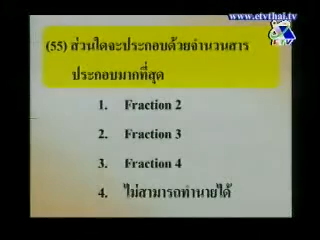 www.etvthai.tv
ETV
(55) ส่วนใดจะประกอบด้วยจำนวนสาร
ประกอบมากที่สุด
1. Fraction 2
2. Fraction 3
3. Fraction 4
4. ไม่สามารถทำนายได้